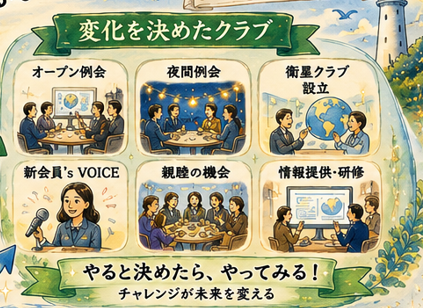 変化を決めたクラブ
オープン例会
夜間例会
衛星クラブ
設立
新会員's VOICE
親睦の機会
情報提供・研修
やると決めたら、やってみる！
チャレンジが未来を変える